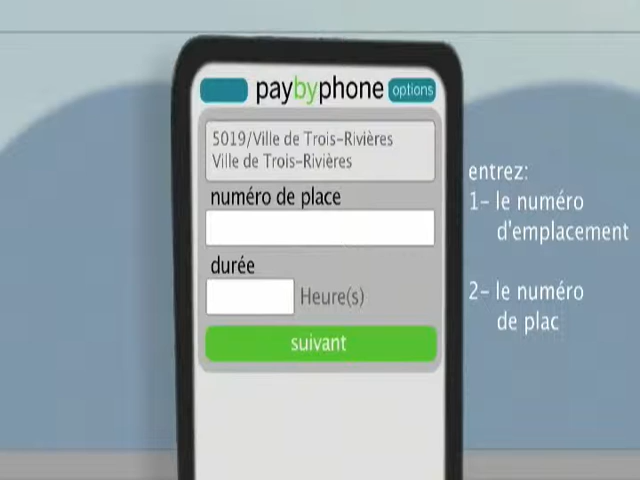 paybyphone
options
5019/Ville de Trois-Rivières
Ville de Trois-Rivières
numéro de place
durée
Heure(s)
suivant
entrez:
1- le numéro
d'emplacement
2- le numéro
de plac